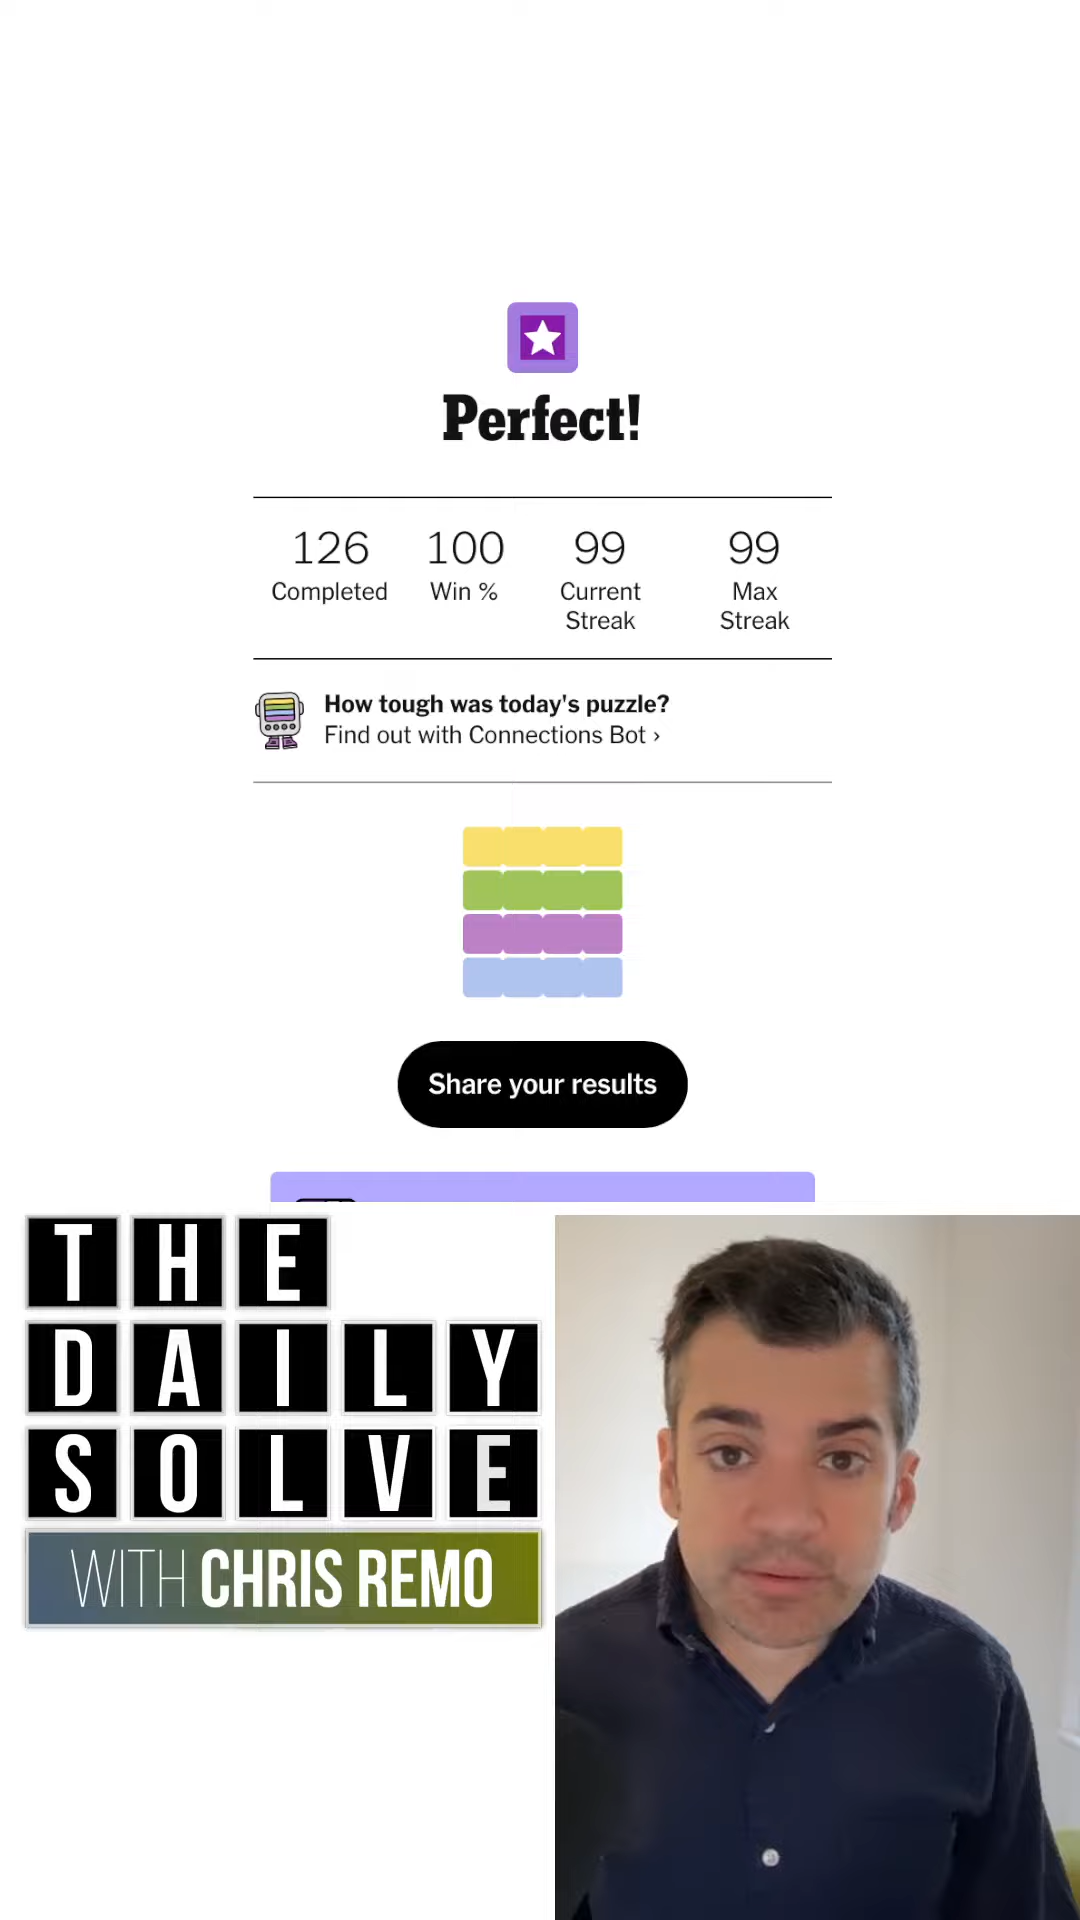 Perfect!
126 100 99 99
Completed Win % Current Streak Max Streak
How tough was today's puzzle?
Find out with Connections Bot ›
Share your results
THE
DAILY
SOLVE
WITH CHRIS REMO